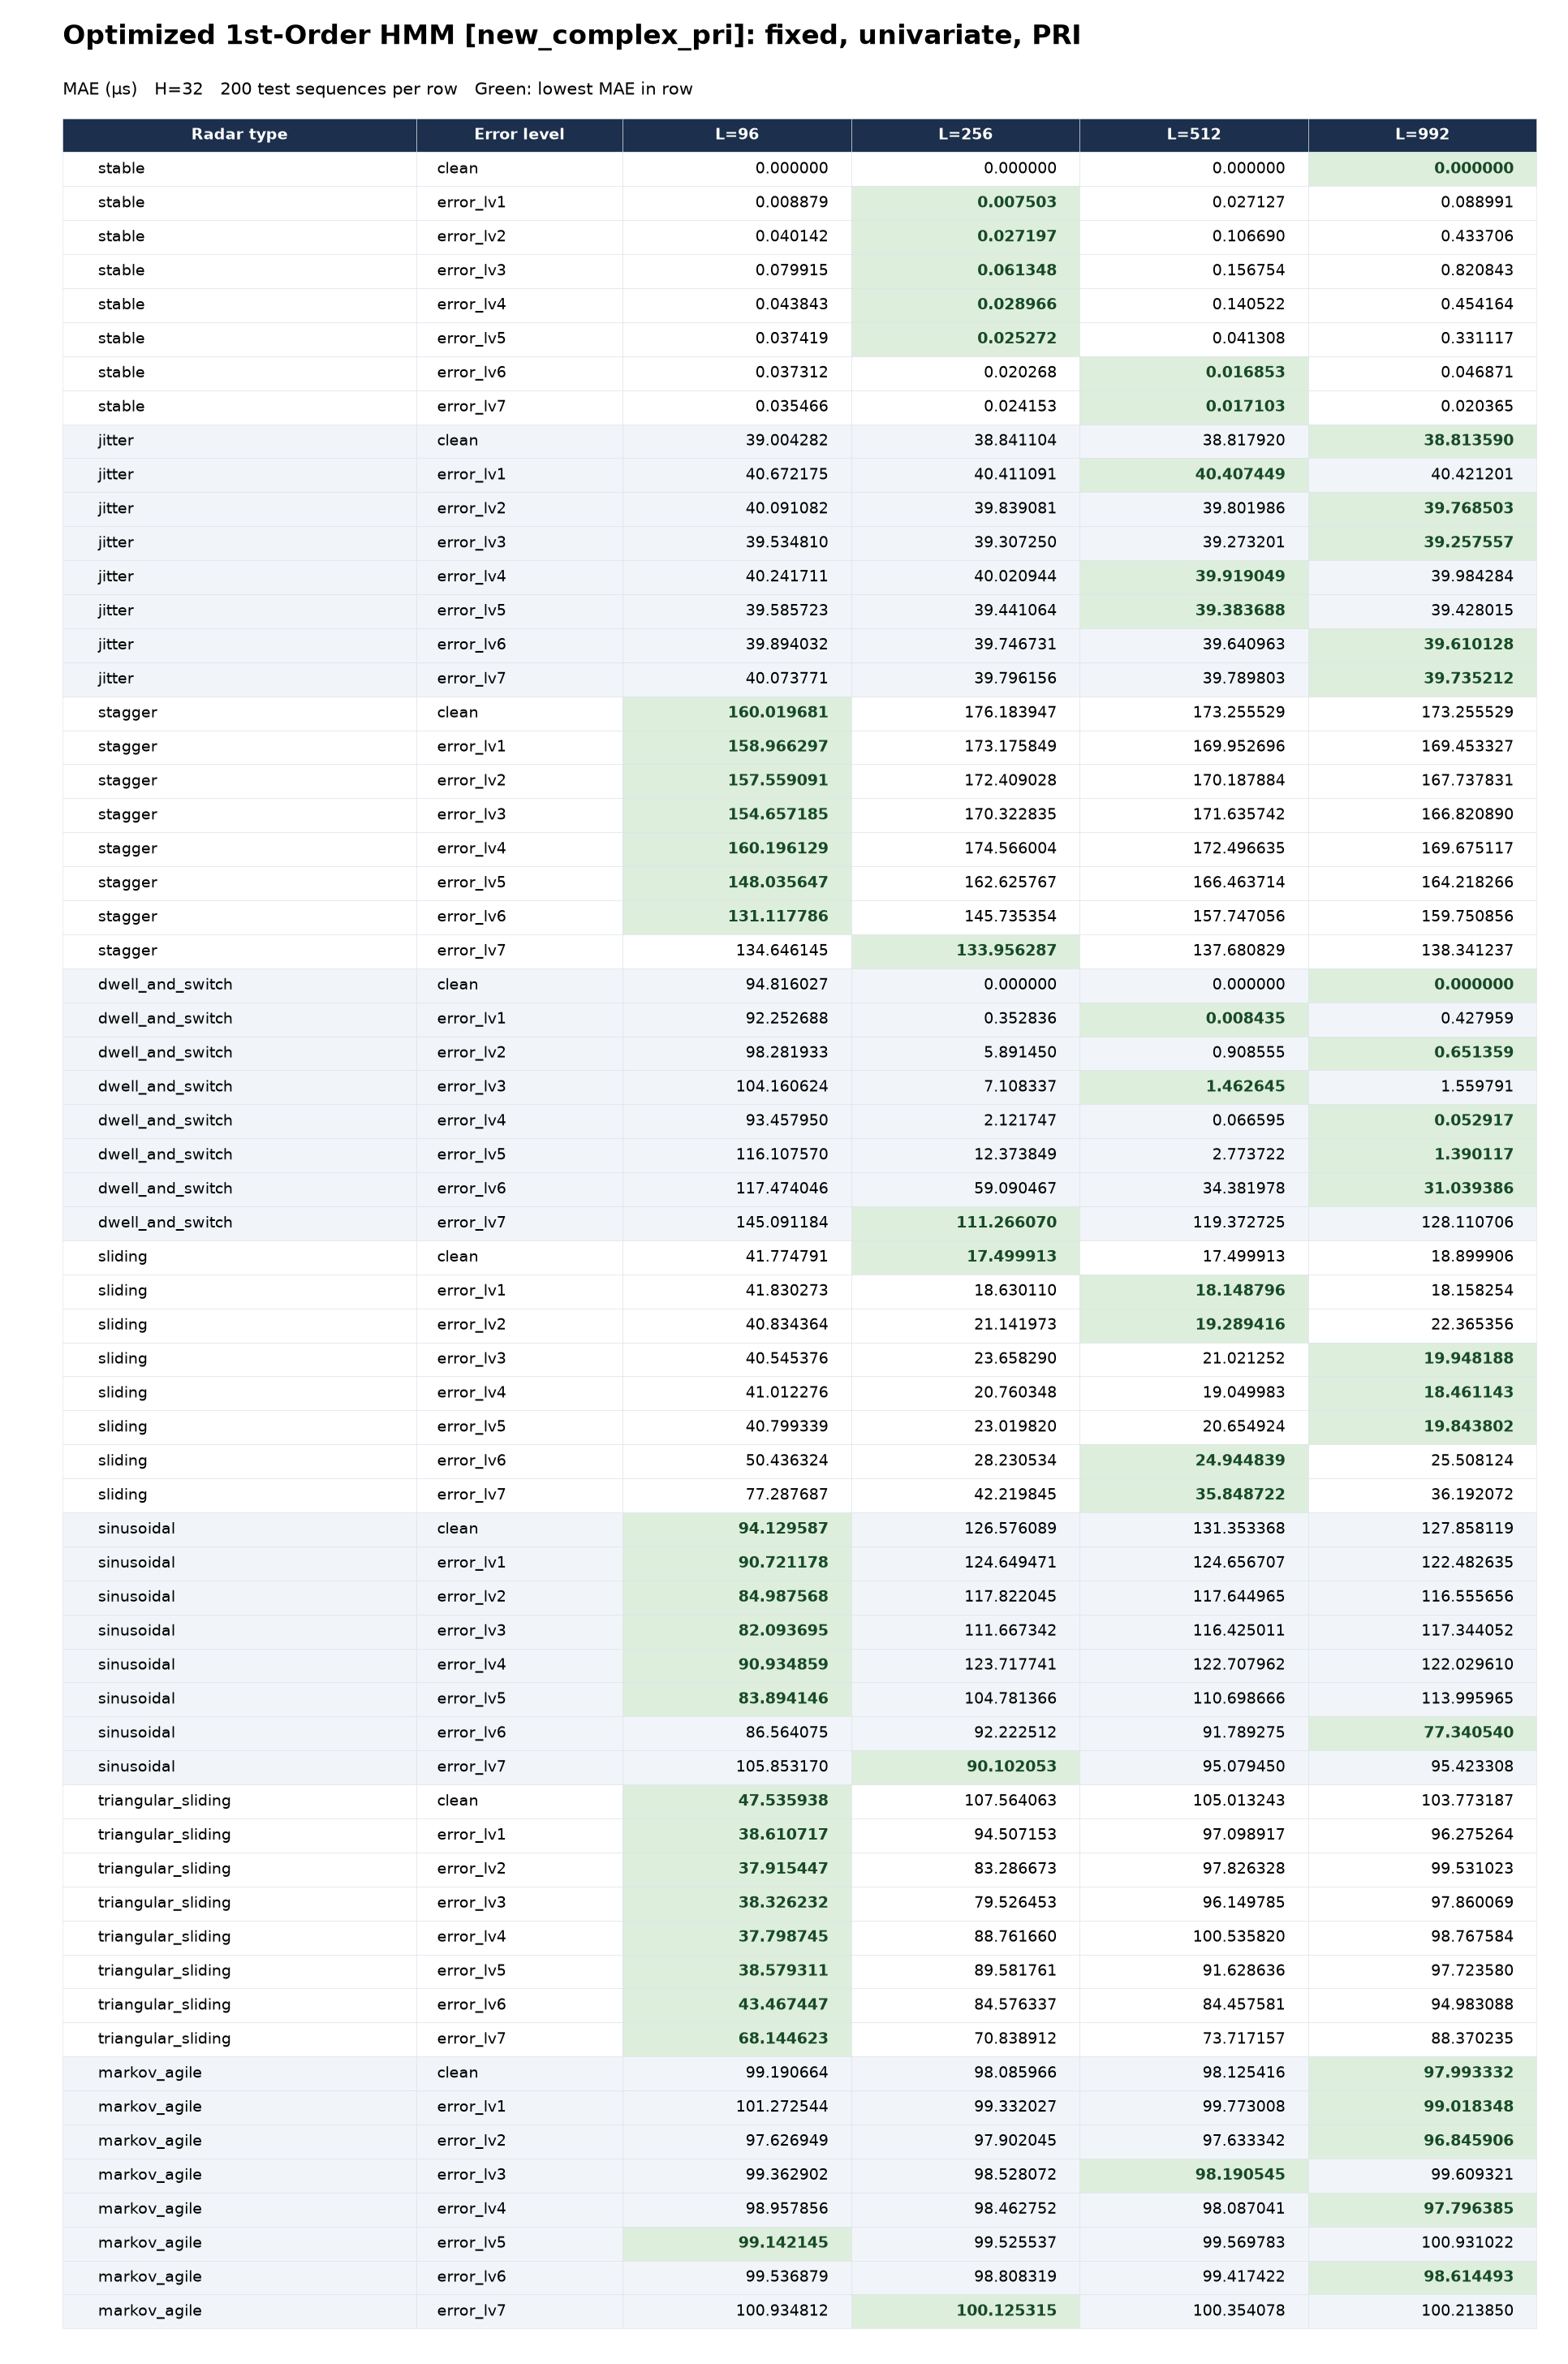 Optimized 1st-Order HMM [new_complex_pri]: fixed, univariate, PRI
MAE (µs) H=32 200 test sequences per row Green: lowest MAE in row
Radar type Error level L=96 L=256 L=512 L=992
stable clean 0.000000 0.000000 0.000000 0.000000
stable error_lv1 0.008879 0.007503 0.027127 0.088991
stable error_lv2 0.040142 0.027197 0.106690 0.433706
stable error_lv3 0.079915 0.061348 0.156754 0.820843
stable error_lv4 0.043843 0.028966 0.140522 0.454164
stable error_lv5 0.037419 0.025272 0.041308 0.331117
stable error_lv6 0.037312 0.020268 0.016853 0.046871
stable error_lv7 0.035466 0.024153 0.017103 0.020365
jitter clean 39.004282 38.841104 38.817920 38.813590
jitter error_lv1 40.672175 40.411091 40.407449 40.421201
jitter error_lv2 40.091082 39.839081 39.801986 39.768503
jitter error_lv3 39.534810 39.307250 39.273201 39.257557
jitter error_lv4 40.241711 40.020944 39.919049 39.984284
jitter error_lv5 39.585723 39.441064 39.383688 39.428015
jitter error_lv6 39.894032 39.746731 39.640963 39.610128
jitter error_lv7 40.073771 39.796156 39.789803 39.735212
stagger clean 160.019681 176.183947 173.255529 173.255529
stagger error_lv1 158.966297 173.175849 169.952696 169.453327
stagger error_lv2 157.559091 172.409028 170.187884 167.737831
stagger error_lv3 154.657185 170.322835 171.635742 166.820890
stagger error_lv4 160.196129 174.566004 172.496635 169.675117
stagger error_lv5 148.035647 162.625767 166.463714 164.218266
stagger error_lv6 131.117786 145.735354 157.747056 159.750856
stagger error_lv7 134.646145 133.956287 137.680829 138.341237
dwell_and_switch clean 94.816027 0.000000 0.000000 0.000000
dwell_and_switch error_lv1 92.252688 0.352836 0.008435 0.427959
dwell_and_switch error_lv2 98.281933 5.891450 0.908555 0.651359
dwell_and_switch error_lv3 104.160624 7.108337 1.462645 1.559791
dwell_and_switch error_lv4 93.457950 2.121747 0.066595 0.052917
dwell_and_switch error_lv5 116.107570 12.373849 2.773722 1.390117
dwell_and_switch error_lv6 117.474046 59.090467 34.381978 31.039386
dwell_and_switch error_lv7 145.091184 111.266070 119.372725 128.110706
sliding clean 41.774791 17.499913 17.499913 18.899906
sliding error_lv1 41.830273 18.630110 18.148796 18.158254
sliding error_lv2 40.834364 21.141973 19.289416 22.365356
sliding error_lv3 40.545376 23.658290 21.021252 19.948188
sliding error_lv4 41.012276 20.760348 19.049983 18.461143
sliding error_lv5 40.799339 23.019820 20.654924 19.843802
sliding error_lv6 50.436324 28.230534 24.944839 25.508124
sliding error_lv7 77.287687 42.219845 35.848722 36.192072
sinusoidal clean 94.129587 126.576089 131.353368 127.858119
sinusoidal error_lv1 90.721178 124.649471 124.656707 122.482635
sinusoidal error_lv2 84.987568 117.822045 117.644965 116.555656
sinusoidal error_lv3 82.093695 111.667342 116.425011 117.344052
sinusoidal error_lv4 90.934859 123.717741 122.707962 122.029610
sinusoidal error_lv5 83.894146 104.781366 110.698666 113.995965
sinusoidal error_lv6 86.564075 92.222512 91.789275 77.340540
sinusoidal error_lv7 105.853170 90.102053 95.079450 95.423308
triangular_sliding clean 47.535938 107.564063 105.013243 103.773187
triangular_sliding error_lv1 38.610717 94.507153 97.098917 96.275264
triangular_sliding error_lv2 37.915447 83.286673 97.826328 99.531023
triangular_sliding error_lv3 38.326232 79.526453 96.149785 97.860069
triangular_sliding error_lv4 37.798745 88.761660 100.535820 98.767584
triangular_sliding error_lv5 38.579311 89.581761 91.628636 97.723580
triangular_sliding error_lv6 43.467447 84.576337 84.457581 94.983088
triangular_sliding error_lv7 68.144623 70.838912 73.717157 88.370235
markov_agile clean 99.190664 98.085966 98.125416 97.993332
markov_agile error_lv1 101.272544 99.332027 99.773008 99.018348
markov_agile error_lv2 97.626949 97.902045 97.633342 96.845906
markov_agile error_lv3 99.362902 98.528072 98.190545 99.609321
markov_agile error_lv4 98.957856 98.462752 98.087041 97.796385
markov_agile error_lv5 99.142145 99.525537 99.569783 100.931022
markov_agile error_lv6 99.536879 98.808319 99.417422 98.614493
markov_agile error_lv7 100.934812 100.125315 100.354078 100.213850